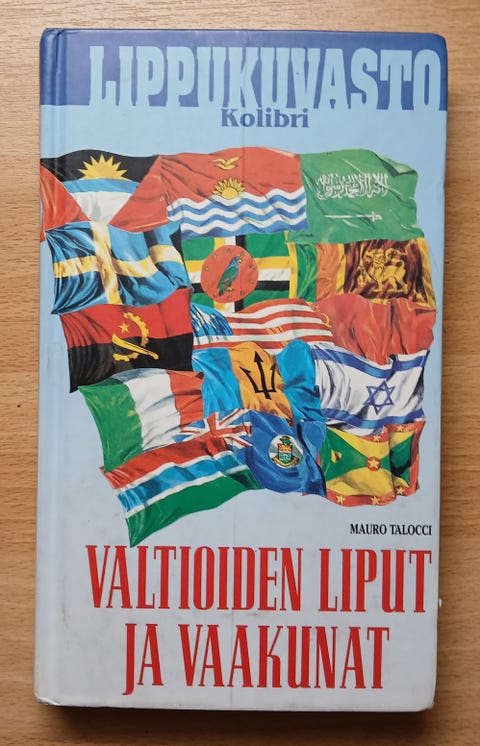 LIPPUKUVASTO
Kolibri
MAURO TALOCCI
VALTIOIDEN LIPUT
JA VAAKUNAT